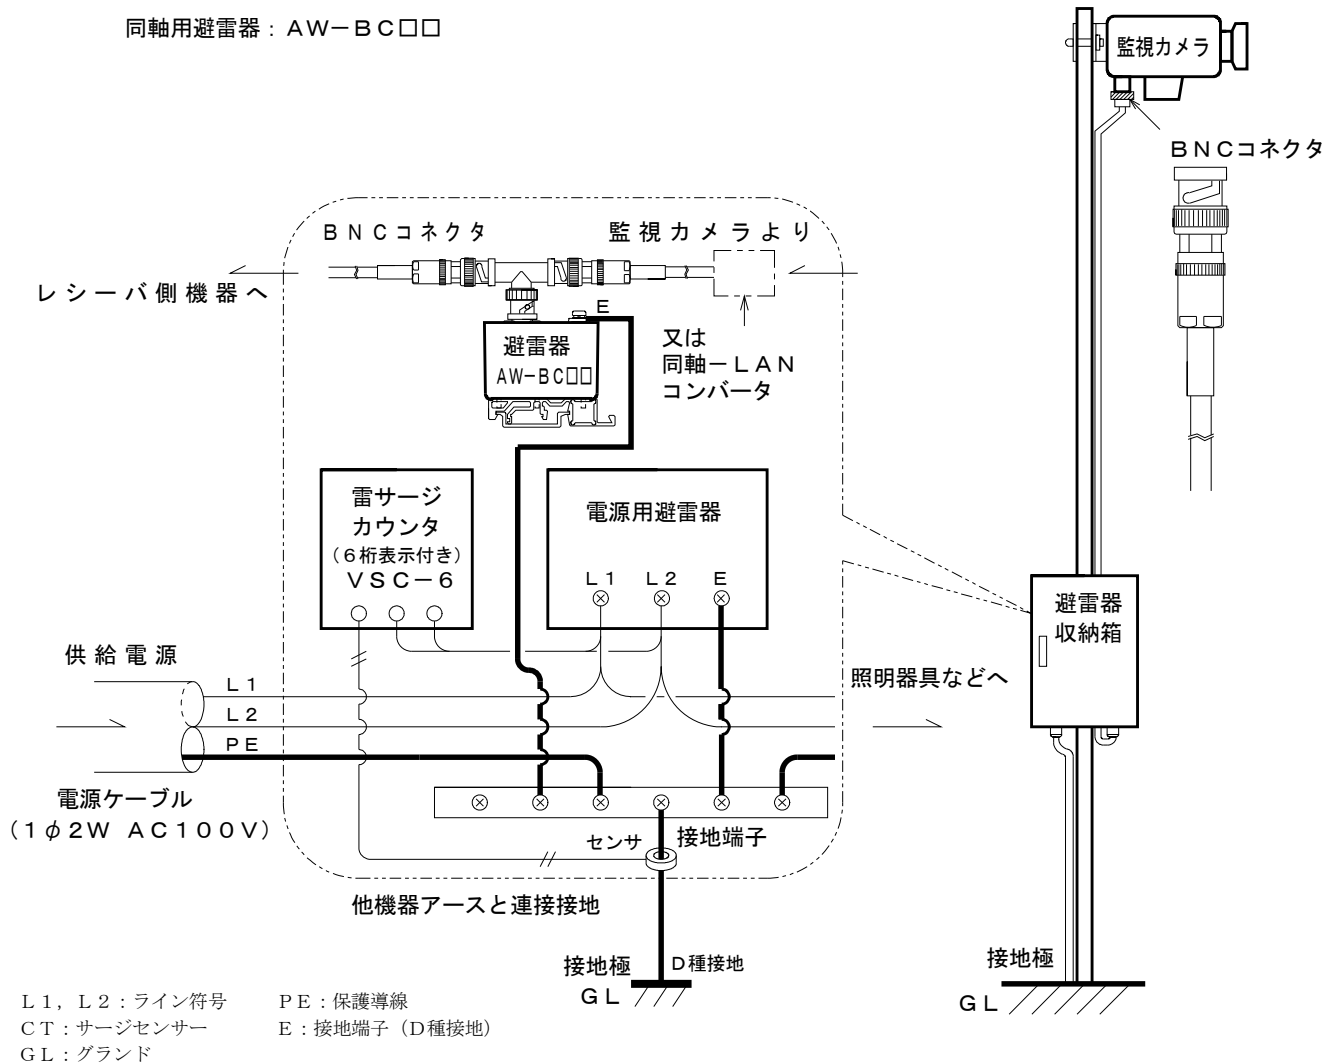 同軸用避雷器：ＡＷ－ＢＣ□□
監視カメラ
ＢＮＣコネクタ
ＢＮＣコネクタ
監視カメラより
レシーバ側機器へ
Ｅ
避雷器
AW－BC□□
又は
同軸－ＬＡＮ
コンバータ
雷サージ
カウンタ
（６桁表示付き）
ＶＳＣ－６
電源用避雷器
Ｌ１
Ｌ２
Ｅ
避雷器
収納箱
供給電源
Ｌ１
Ｌ２
ＰＥ
照明器具などへ
電源ケーブル
（１φ２Ｗ ＡＣ１００Ｖ）
センサ
接地端子
他機器アースと連接接地
接地極
Ｄ種接地
ＧＬ
接地極
ＧＬ
Ｌ１，Ｌ２：ライン符号
ＰＥ：保護導線
ＣＴ：サージセンサー
Ｅ：接地端子（Ｄ種接地）
ＧＬ：グランド